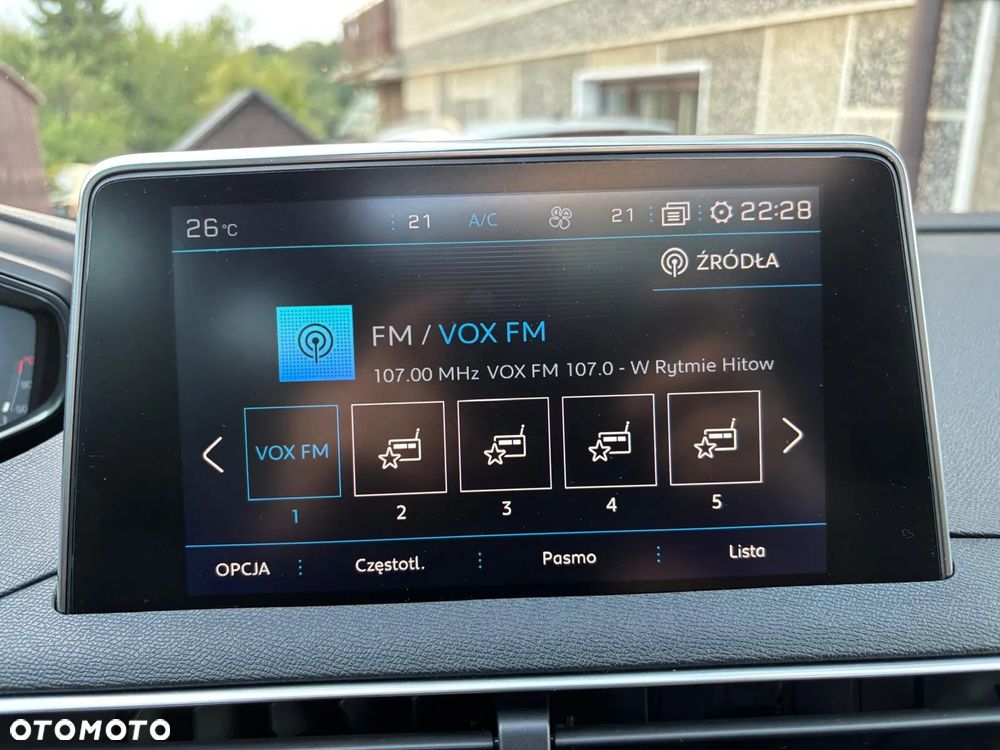 26°C 21 A/C 21 22:28
ŹRÓDŁA
FM / VOX FM
107.00 MHz VOX FM 107.0 - W Rytmie Hitow
VOX FM
1 2 3 4 5
OPCJA Częstotl. Pasmo Lista
OTOMOTO